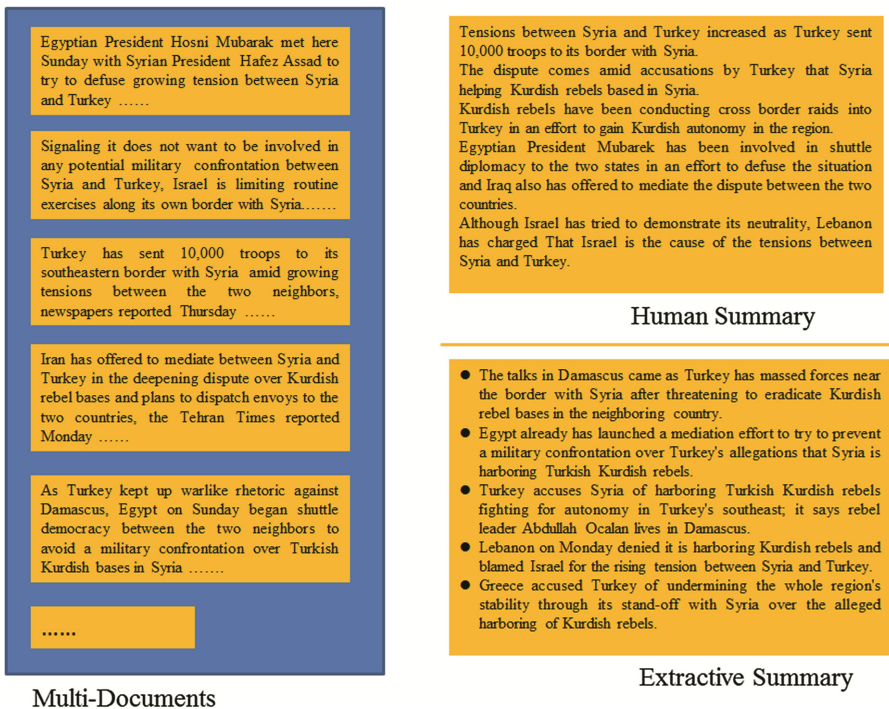 Egyptian President Hosni Mubarak met here
Sunday with Syrian President Hafez Assad to
try to defuse growing tension between Syria
and Turkey ……
Signaling it does not want to be involved in
any potential military confrontation between
Syria and Turkey, Israel is limiting routine
exercises along its own border with Syria.……
Turkey has sent 10,000 troops to its
southeastern border with Syria amid growing
tensions between the two neighbors,
newspapers reported Thursday ……
Iran has offered to mediate between Syria and
Turkey in the deepening dispute over Kurdish
rebel bases and plans to dispatch envoys to the
two countries, the Tehran Times reported
Monday ……
As Turkey kept up warlike rhetoric against
Damascus, Egypt on Sunday began shuttle
democracy between the two neighbors to
avoid a military confrontation over Turkish
Kurdish bases in Syria …….
……
Multi-Documents
Tensions between Syria and Turkey increased as Turkey sent
10,000 troops to its border with Syria.
The dispute comes amid accusations by Turkey that Syria
helping Kurdish rebels based in Syria.
Kurdish rebels have been conducting cross border raids into
Turkey in an effort to gain Kurdish autonomy in the region.
Egyptian President Mubarek has been involved in shuttle
diplomacy to the two states in an effort to defuse the situation
and Iraq also has offered to mediate the dispute between the two
countries.
Although Israel has tried to demonstrate its neutrality, Lebanon
has charged That Israel is the cause of the tensions between
Syria and Turkey.
Human Summary
● The talks in Damascus came as Turkey has massed forces near
the border with Syria after threatening to eradicate Kurdish
rebel bases in the neighboring country.
● Egypt already has launched a mediation effort to try to prevent
a military confrontation over Turkey's allegations that Syria is
harboring Turkish Kurdish rebels.
● Turkey accuses Syria of harboring Turkish Kurdish rebels
fighting for autonomy in Turkey's southeast; it says rebel
leader Abdullah Ocalan lives in Damascus.
● Lebanon on Monday denied it is harboring Kurdish rebels and
blamed Israel for the rising tension between Syria and Turkey.
● Greece accused Turkey of undermining the whole region's
stability through its stand-off with Syria over the alleged
harboring of Kurdish rebels.
Extractive Summary